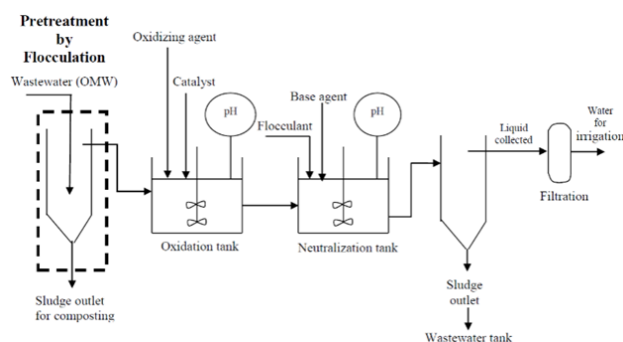 Pretreatment
by
Flocculation
Wastewater (OMW)
Oxidizing agent
Catalyst
pH
Base agent
Flocculant
pH
Liquid
collected
Water
for
irrigation
Filtration
Oxidation tank
Neutralization tank
Sludge outlet
for composting
Sludge
outlet
Wastewater tank